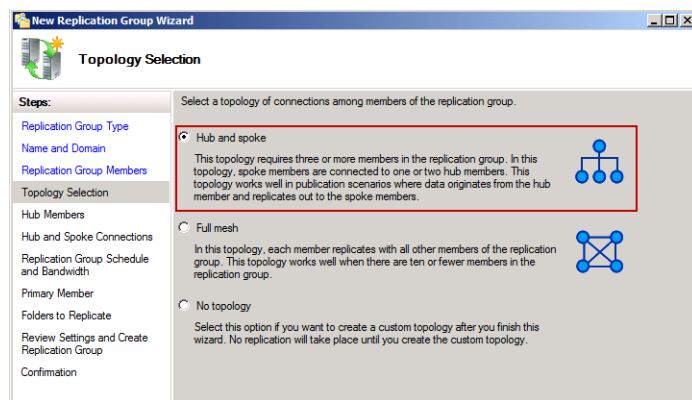 New Replication Group Wizard
Topology Selection
Steps:
Replication Group Type
Name and Domain
Replication Group Members
Topology Selection
Hub Members
Hub and Spoke Connections
Replication Group Schedule
and Bandwidth
Primary Member
Folders to Replicate
Review Settings and Create
Replication Group
Confirmation
Select a topology of connections among members of the replication group.
Hub and spoke
This topology requires three or more members in the replication group. In this
topology, spoke members are connected to one or two hub members. This
topology works well in publication scenarios where data originates from the hub
member and replicates out to the spoke members.
Full mesh
In this topology, each member replicates with all other members of the replication
group. This topology works well when there are ten or fewer members in the
replication group.
No topology
Select this option if you want to create a custom topology after you finish this
wizard. No replication will take place until you create the custom topology.